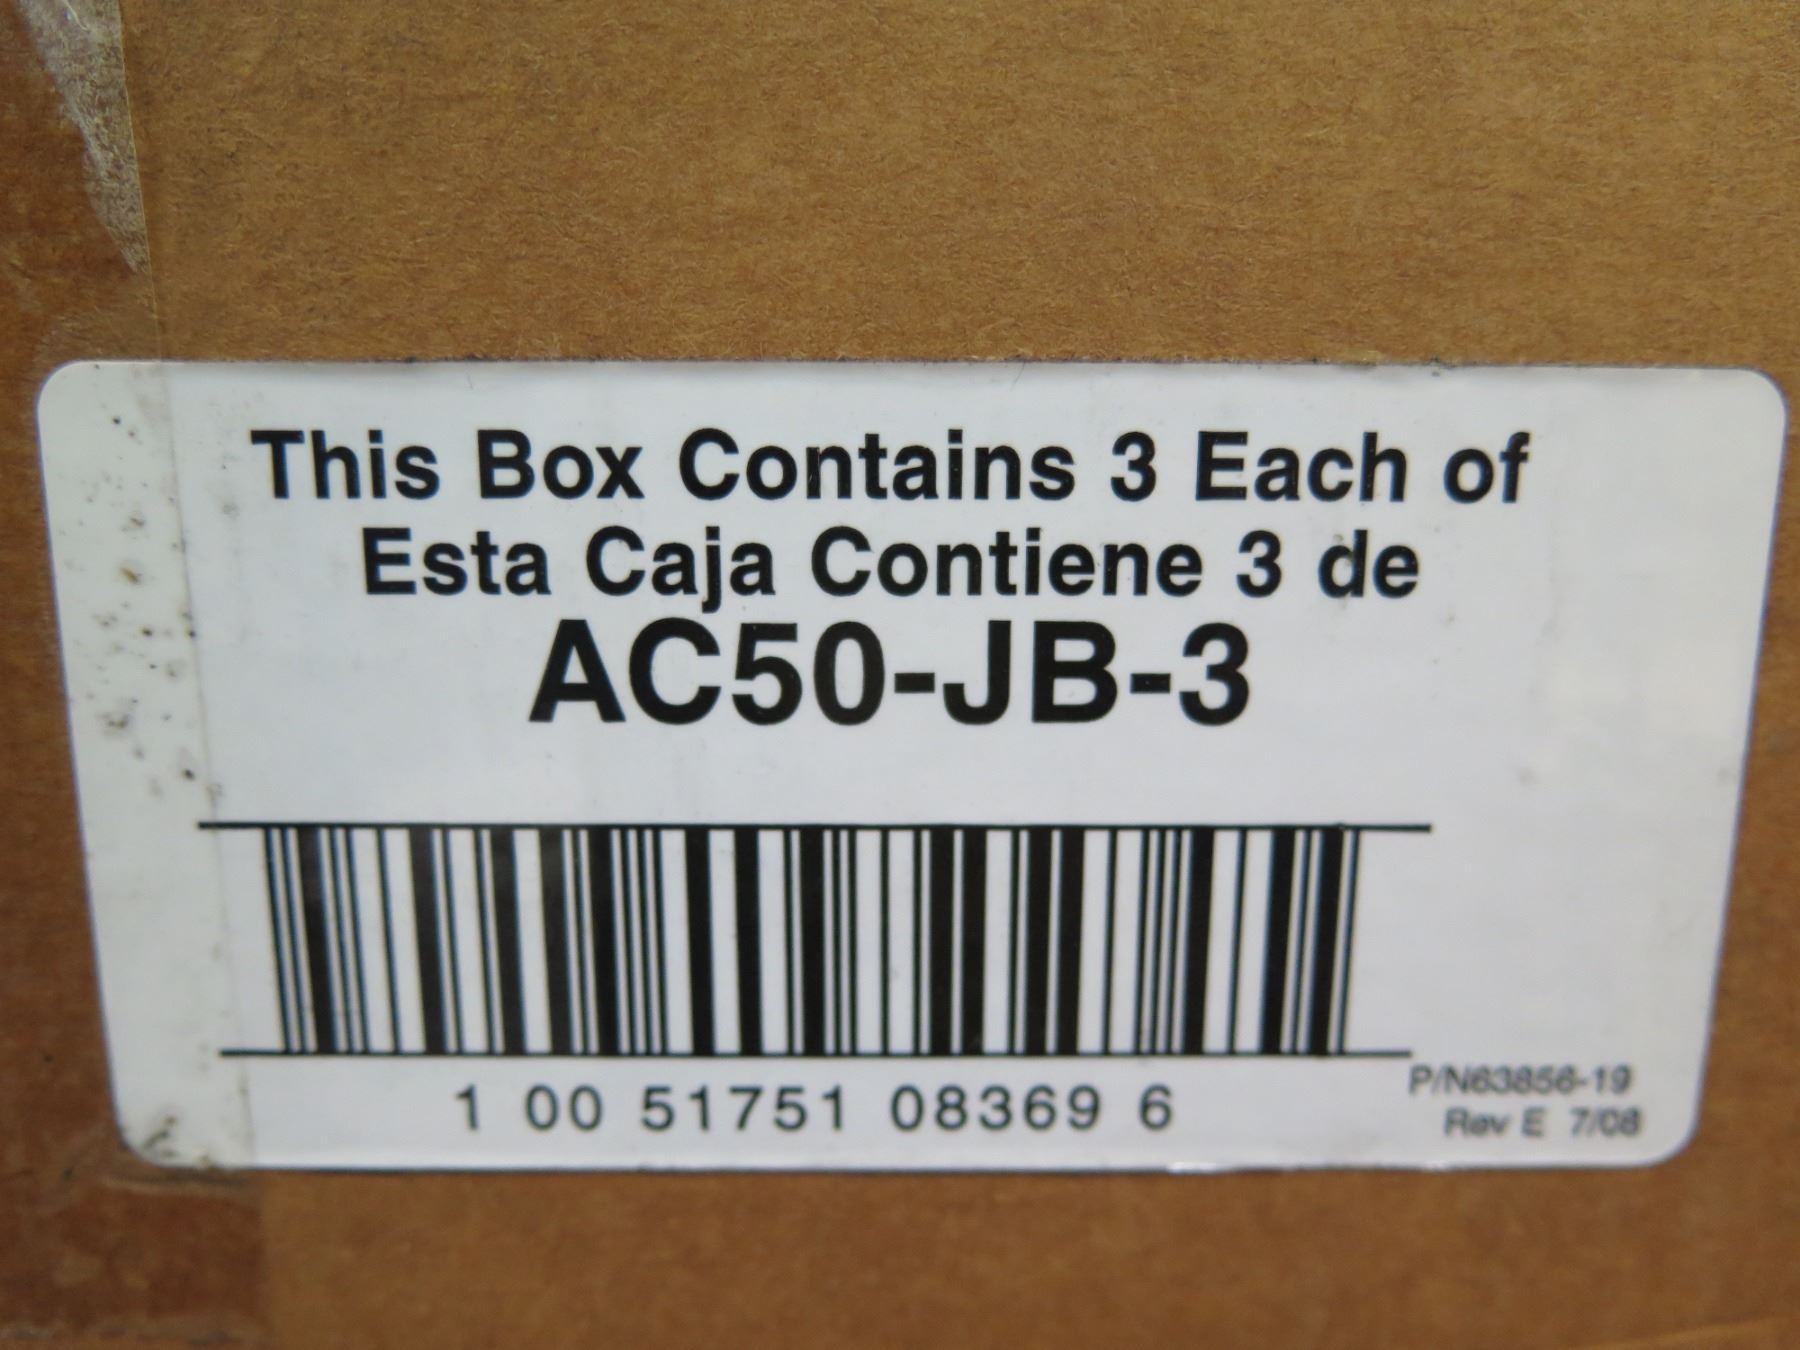 This Box Contains 3 Each of
Esta Caja Contiene 3 de
AC50-JB-3
1 00 51751 08369 6
P/N63856-19
Rev E 7/08